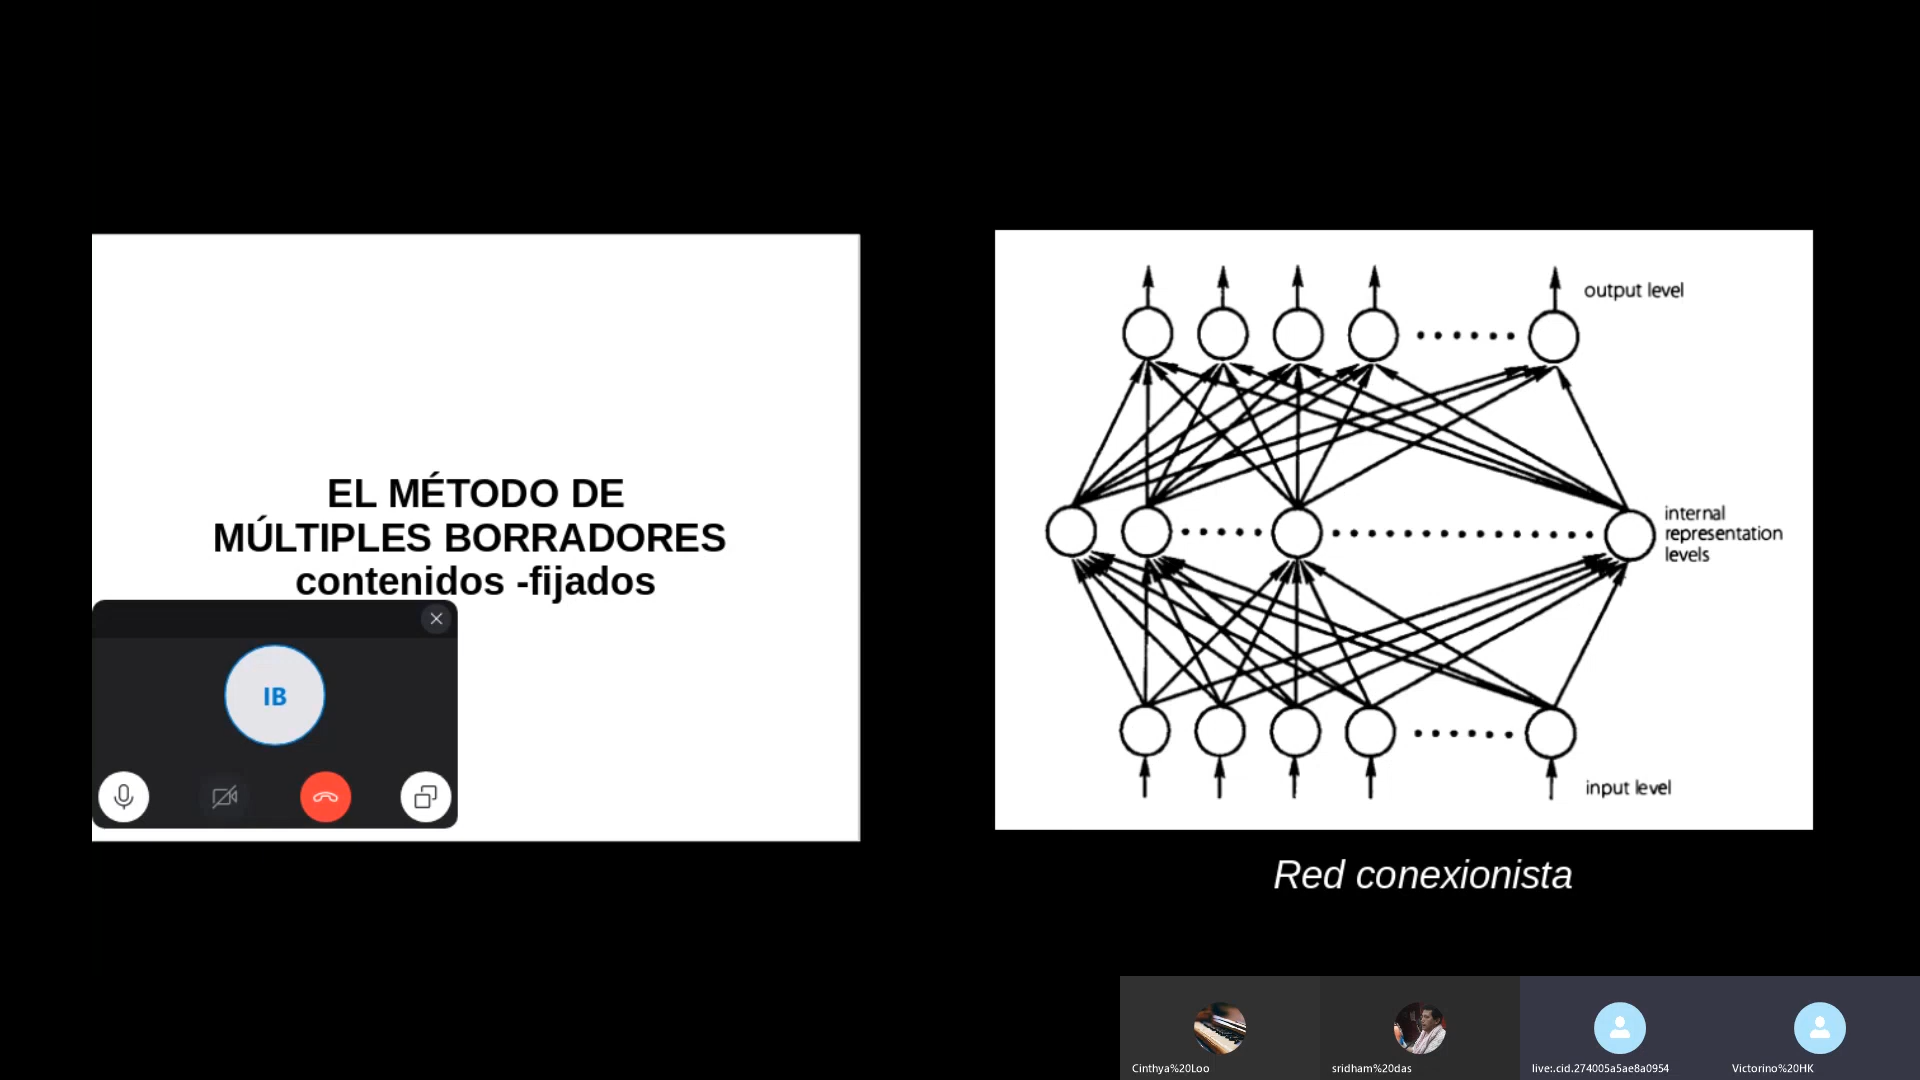 EL MÉTODO DE
MÚLTIPLES BORRADORES
contenidos -fijados
IB
output level
internal
representation
levels
input level
Red conexionista
Cinthya%20Loo
sridham%20das
live:.cid.274005a5ae8a0954
Victorino%20HK